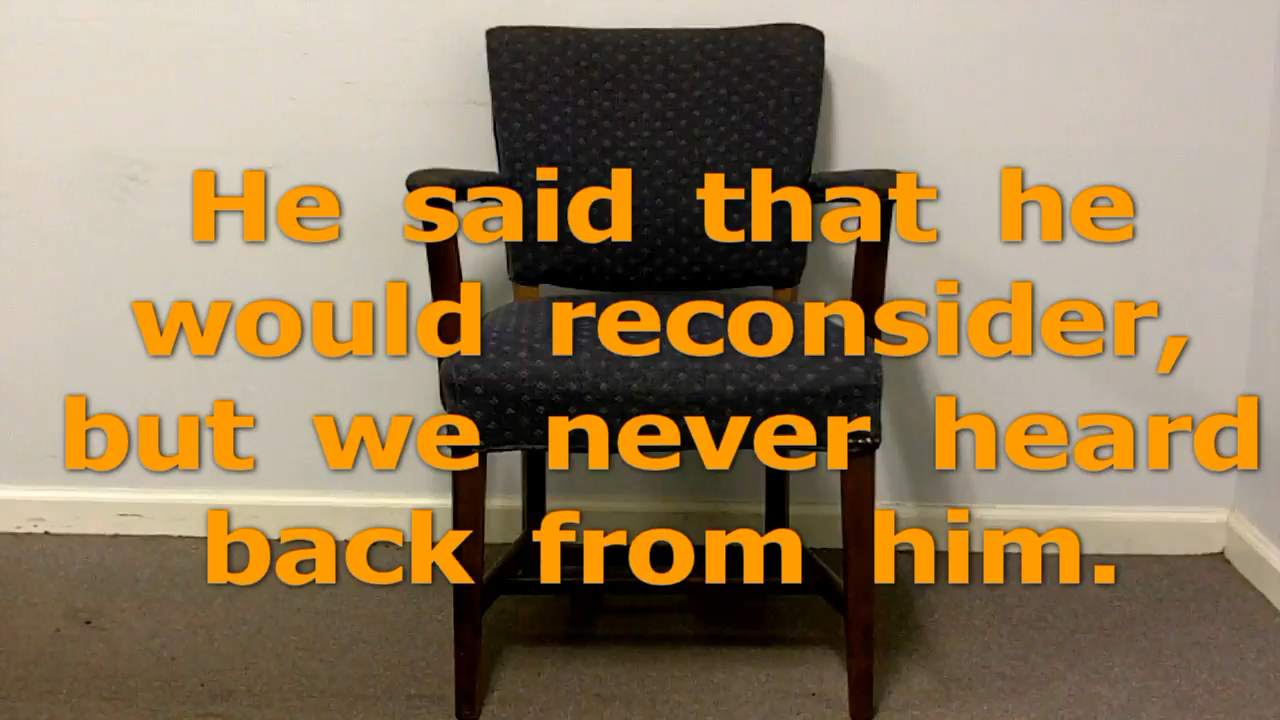 He said that he
would reconsider,
but we never heard
back from him.